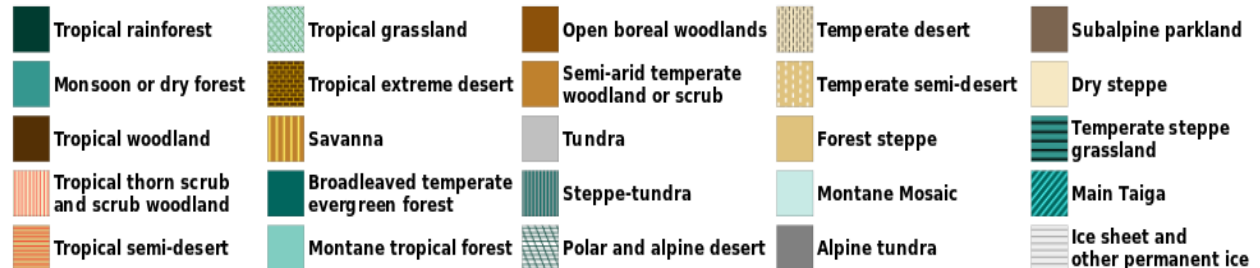 Tropical rainforest
Monsoon or dry forest
Tropical woodland
Tropical thorn scrub
and scrub woodland
Tropical semi-desert
Tropical grassland
Tropical extreme desert
Savanna
Broadleaved temperate
evergreen forest
Montane tropical forest
Open boreal woodlands
Semi-arid temperate
woodland or scrub
Tundra
Steppe-tundra
Polar and alpine desert
Temperate desert
Temperate semi-desert
Forest steppe
Montane Mosaic
Alpine tundra
Subalpine parkland
Dry steppe
Temperate steppe
grassland
Main Taiga
Ice sheet and
other permanent ice